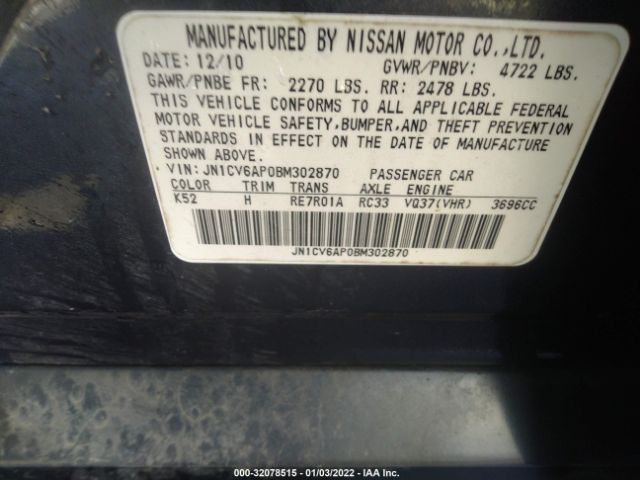 MANUFACTURED BY NISSAN MOTOR CO.,LTD.
DATE: 12/10 GVWR/PNBV: 4722 LBS.
GAWR/PNBE FR: 2270 LBS. RR: 2478 LBS.
THIS VEHICLE CONFORMS TO ALL APPLICABLE FEDERAL
MOTOR VEHICLE SAFETY,BUMPER,AND THEFT PREVENTION
STANDARDS IN EFFECT ON THE DATE OF MANUFACTURE
SHOWN ABOVE.
VIN: JN1CV6AP0BM302870 PASSENGER CAR
COLOR TRIM TRANS AXLE ENGINE
K52 H RE7R01A RC33 VQ37(VHR) 3696CC
JN1CV6AP0BM302870
000-32078515 - 01/03/2022 - IAA Inc.